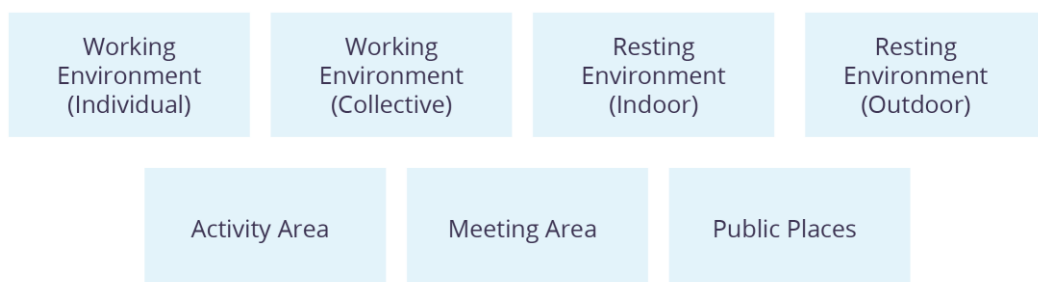 Working
Environment
(Individual)
Working
Environment
(Collective)
Resting
Environment
(Indoor)
Resting
Environment
(Outdoor)
Activity Area
Meeting Area
Public Places